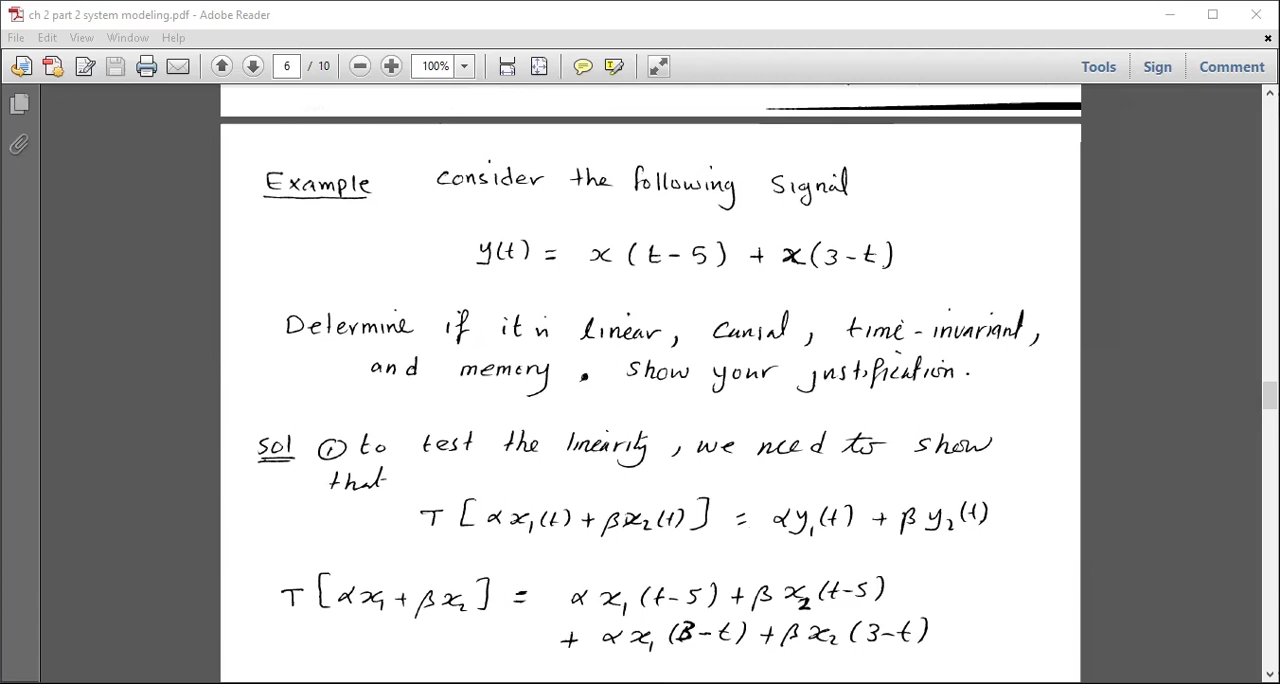 ch 2 part 2 system modeling.pdf - Adobe Reader
File Edit View Window Help
6 / 10 100% Tools Sign Comment
Example consider the following signal
y(t) = x(t-5) + x(3-t)
Determine if it is linear, causal, time-invariant,
and memory. show your justification.
sol ① to test the linearity, we need to show
that
T[αx₁(t) + βx₂(t)] = αy₁(t) + βy₂(t)
T[αx₁ + βx₂] = αx₁(t-5) + βx₂(t-5)
+ αx₁(3-t) + βx₂(3-t)